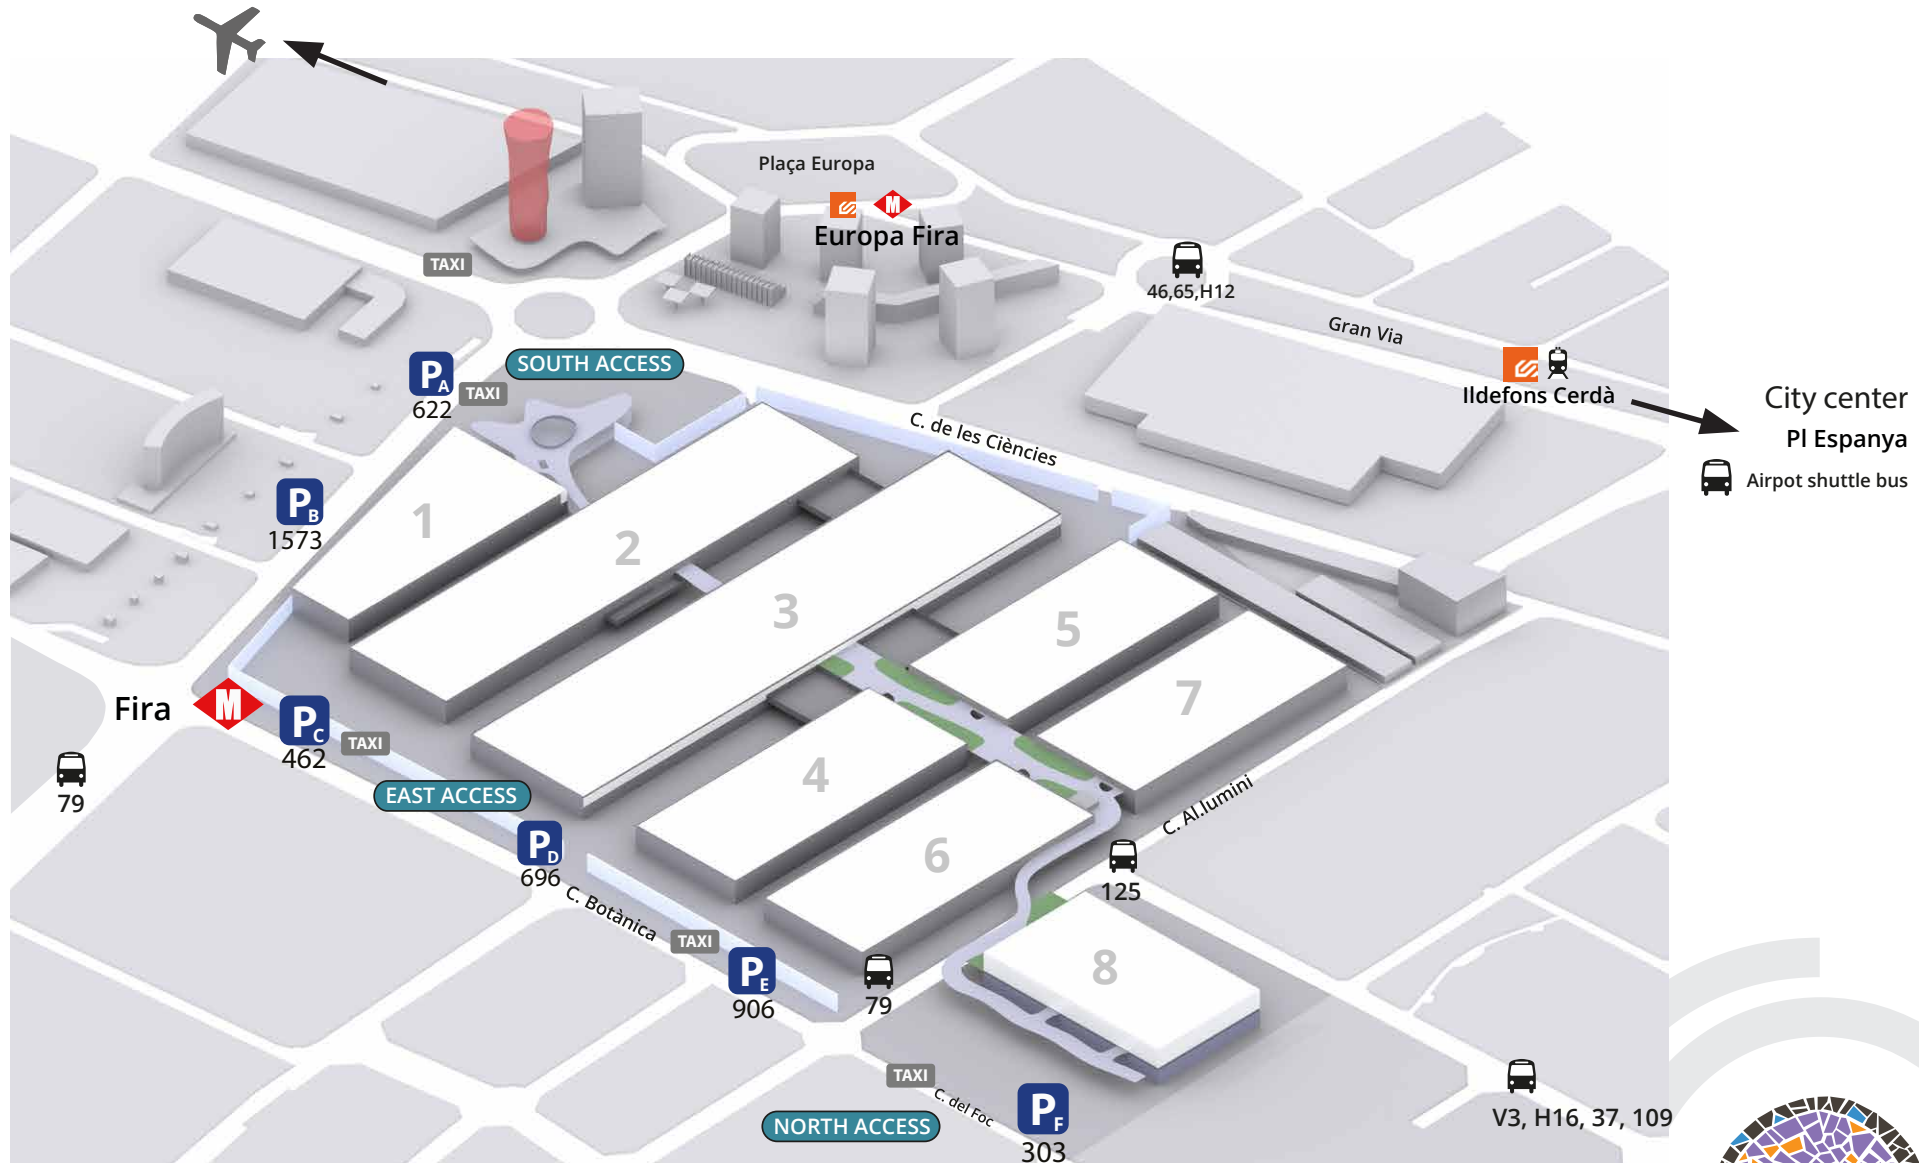 Plaça Europa
M
Europa Fira
TAXI
46,65,H12
Gran Via
SOUTH ACCESS
PA
TAXI
622
Ildefons Cerdà
City center
Pl Espanya
Airpot shuttle bus
C. de les Ciències
PB
1573
1
2
3
5
7
4
6
8
Fira
M
PC
462
TAXI
79
EAST ACCESS
PD
696
C. Botànica
TAXI
PE
906
79
C. Al.lumini
125
TAXI
C. del Foc
NORTH ACCESS
PF
303
V3, H16, 37, 109